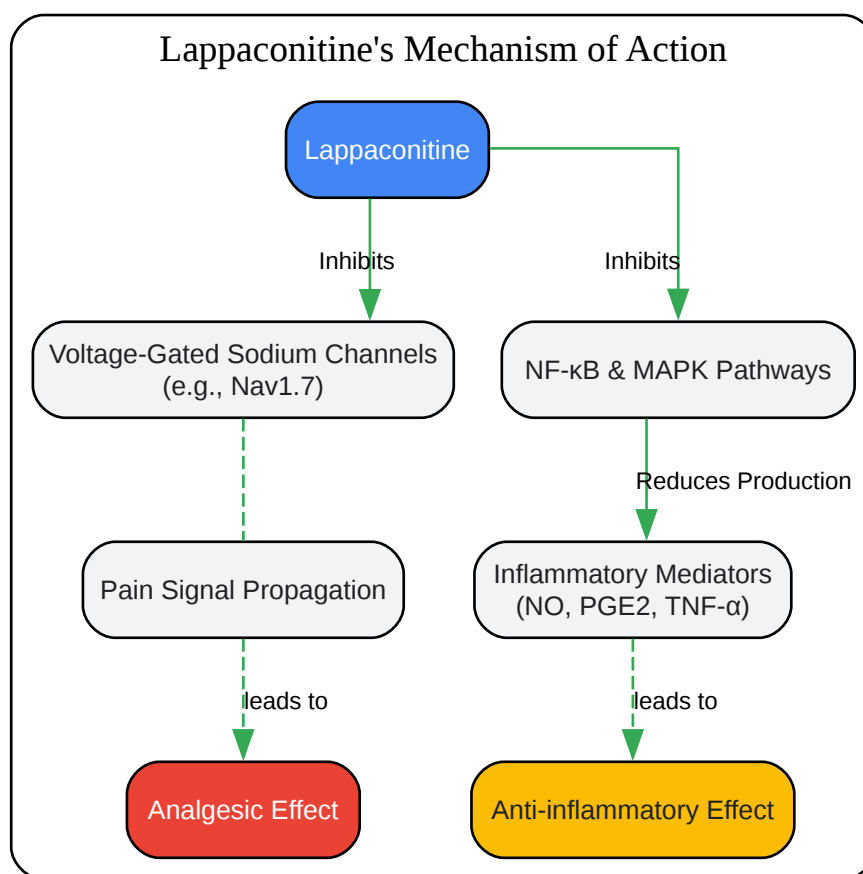 Lappaconitine's Mechanism of Action
Lappaconitine
Inhibits
Inhibits
Voltage-Gated Sodium Channels
(e.g., Nav1.7)
NF-κB & MAPK Pathways
Reduces Production
Pain Signal Propagation
Inflammatory Mediators
(NO, PGE2, TNF-α)
leads to
leads to
Analgesic Effect
Anti-inflammatory Effect